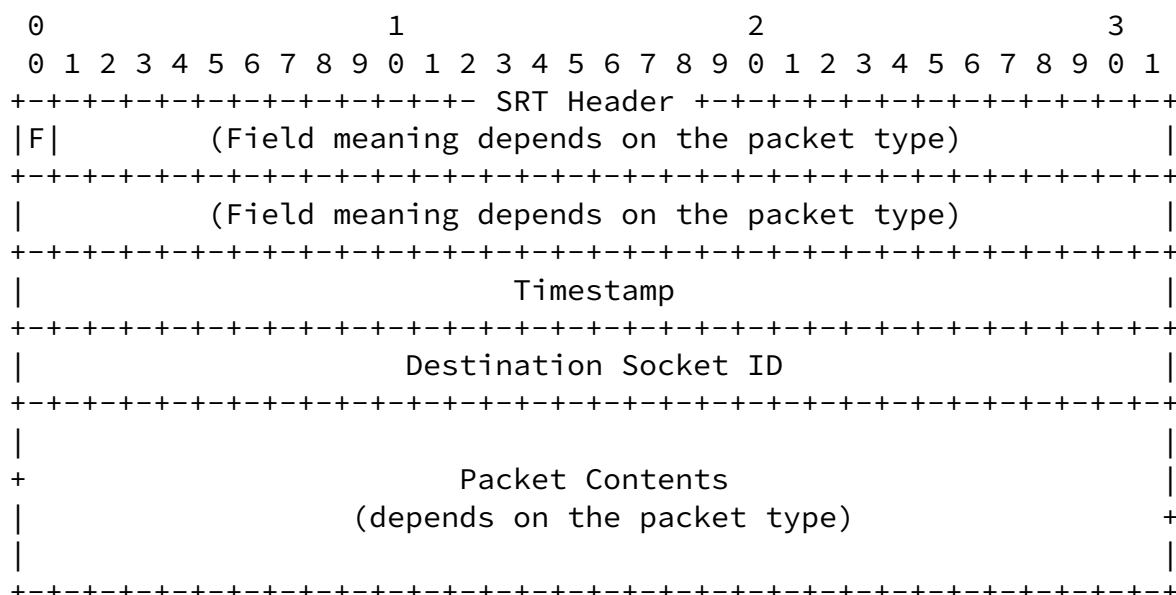 0                   1                   2                   3
 0 1 2 3 4 5 6 7 8 9 0 1 2 3 4 5 6 7 8 9 0 1 2 3 4 5 6 7 8 9 0 1
+-+-+-+-+-+-+-+-+-+-+-+-+- SRT Header +-+-+-+-+-+-+-+-+-+-+-+-+-+
|F|        (Field meaning depends on the packet type)           |
+-+-+-+-+-+-+-+-+-+-+-+-+-+-+-+-+-+-+-+-+-+-+-+-+-+-+-+-+-+-+-+-+
|          (Field meaning depends on the packet type)           |
+-+-+-+-+-+-+-+-+-+-+-+-+-+-+-+-+-+-+-+-+-+-+-+-+-+-+-+-+-+-+-+-+
|                           Timestamp                           |
+-+-+-+-+-+-+-+-+-+-+-+-+-+-+-+-+-+-+-+-+-+-+-+-+-+-+-+-+-+-+-+-+
|                     Destination Socket ID                     |
+-+-+-+-+-+-+-+-+-+-+-+-+-+-+-+-+-+-+-+-+-+-+-+-+-+-+-+-+-+-+-+-+
|                                                               |
+                        Packet Contents                        |
|                  (depends on the packet type)                 +
|                                                               |
+-+-+-+-+-+-+-+-+-+-+-+-+-+-+-+-+-+-+-+-+-+-+-+-+-+-+-+-+-+-+-+-+